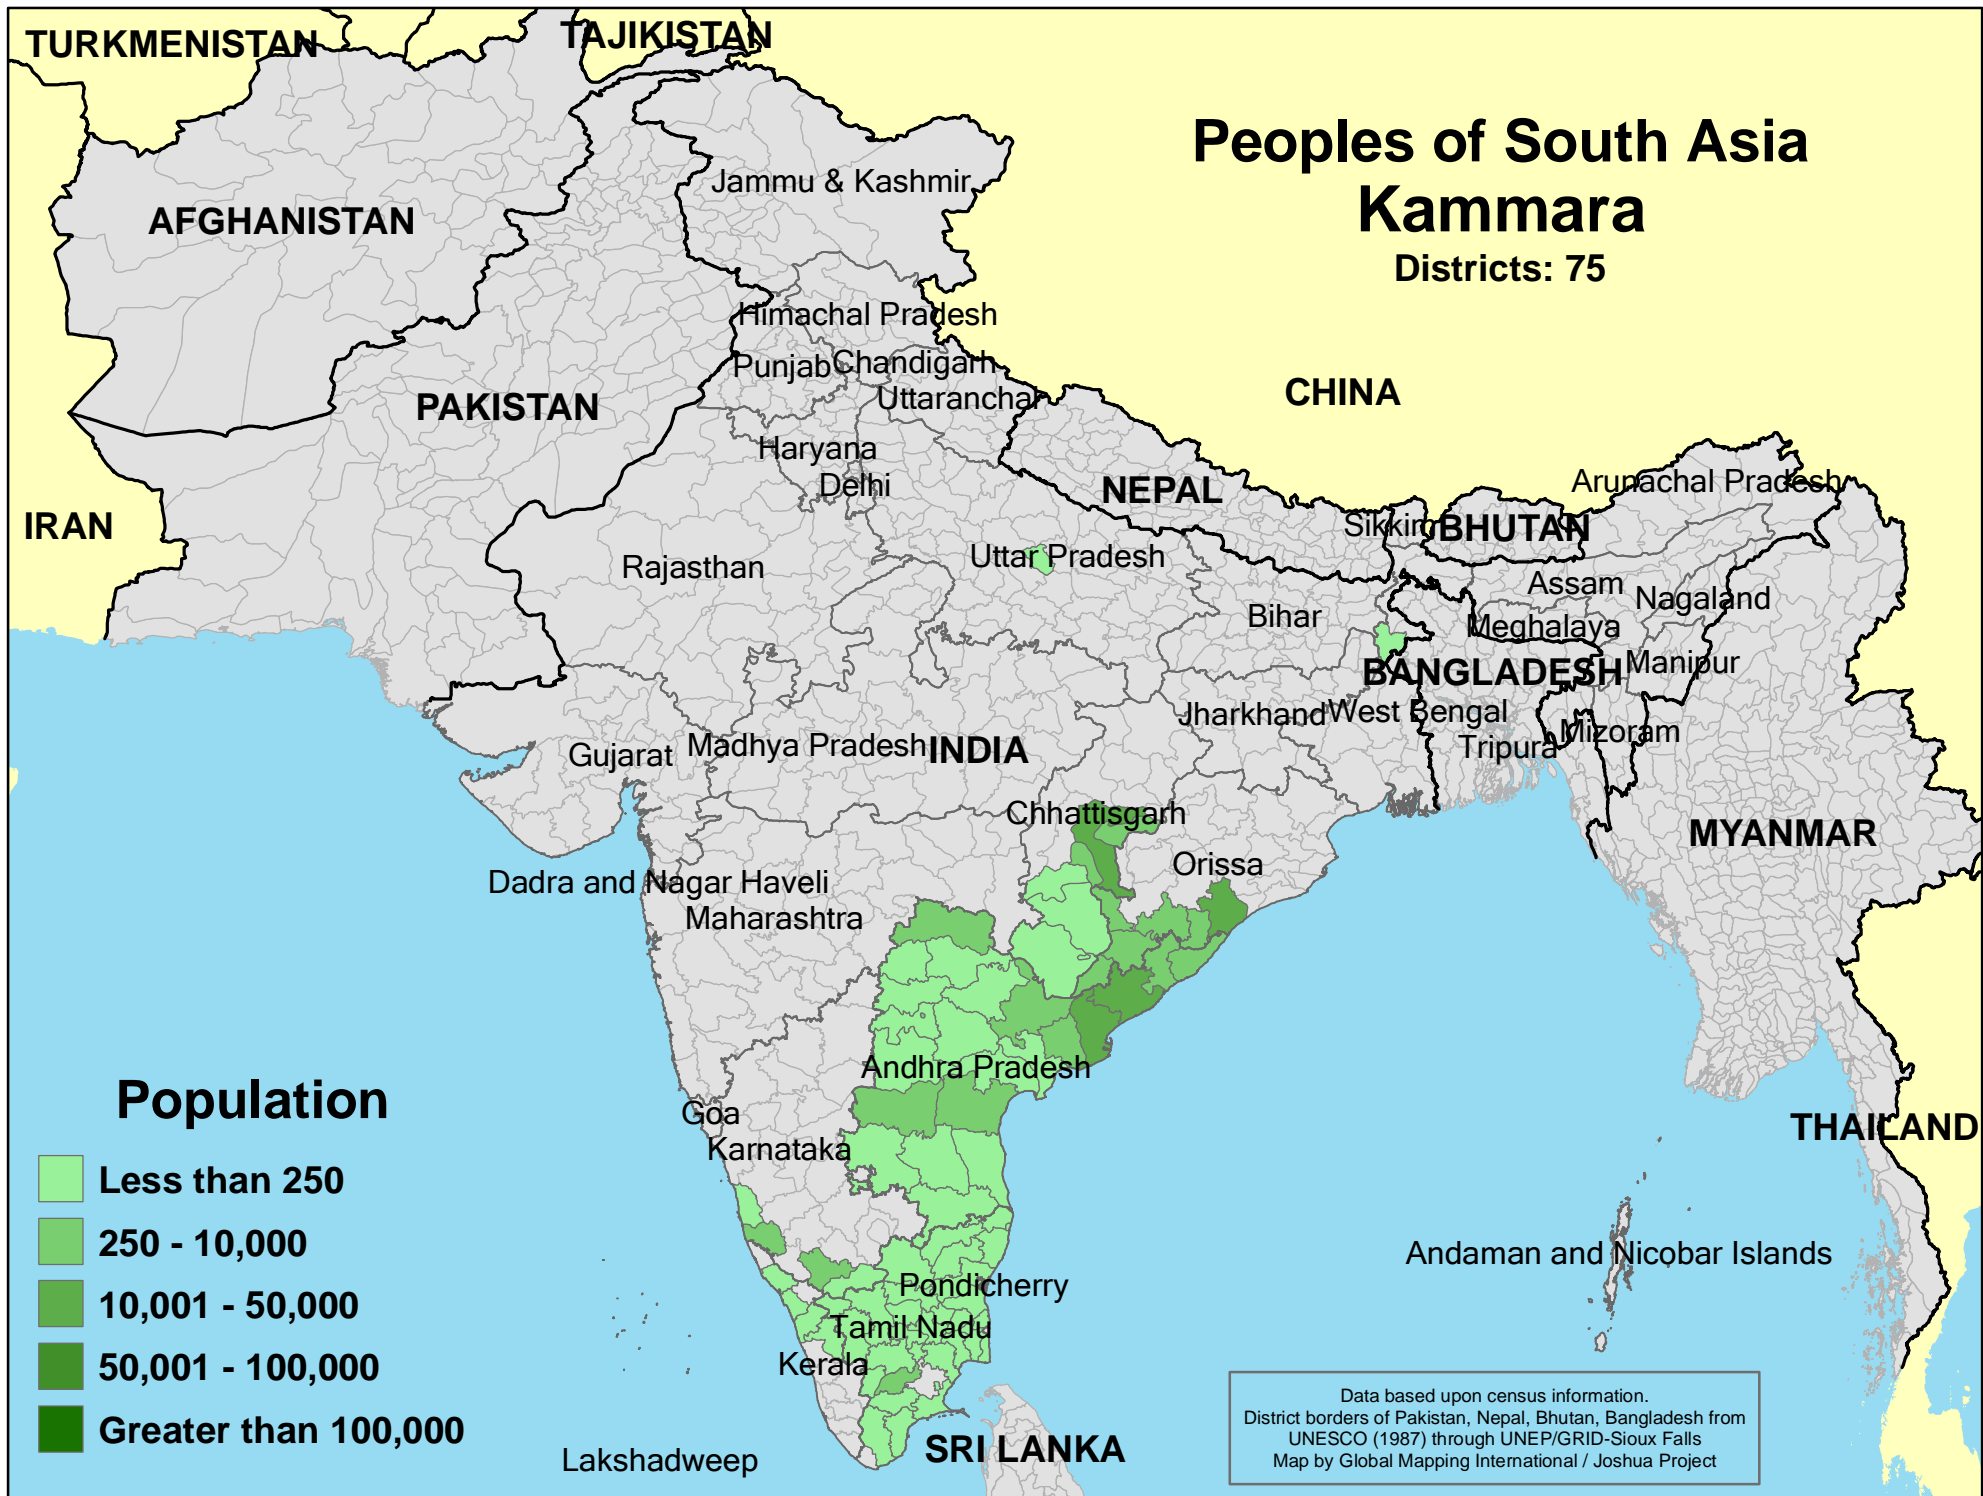 TURKMENISTAN
TAJIKISTAN
Peoples of South Asia
Kammara
Districts: 75
Jammu & Kashmir
AFGHANISTAN
Himachal Pradesh
Punjab
Chandigarh
Uttaranchal
CHINA
PAKISTAN
Haryana
Delhi
NEPAL
Arunachal Pradesh
IRAN
Sikkim
BHUTAN
Uttar Pradesh
Rajasthan
Assam
Nagaland
Bihar
Meghalaya
BANGLADESH
Manipur
Jharkhand
West Bengal
Gujarat
Madhya Pradesh
INDIA
Tripura
Mizoram
Chhattisgarh
MYANMAR
Orissa
Dadra and Nagar Haveli
Maharashtra
Andhra Pradesh
Population
Goa
Karnataka
THAILAND
Less than 250
250 - 10,000
Andaman and Nicobar Islands
Pondicherry
10,001 - 50,000
Tamil Nadu
50,001 - 100,000
Kerala
Greater than 100,000
Lakshadweep
SRI LANKA
Data based upon census information.
District borders of Pakistan, Nepal, Bhutan, Bangladesh from
UNESCO (1987) through UNEP/GRID-Sioux Falls
Map by Global Mapping International / Joshua Project